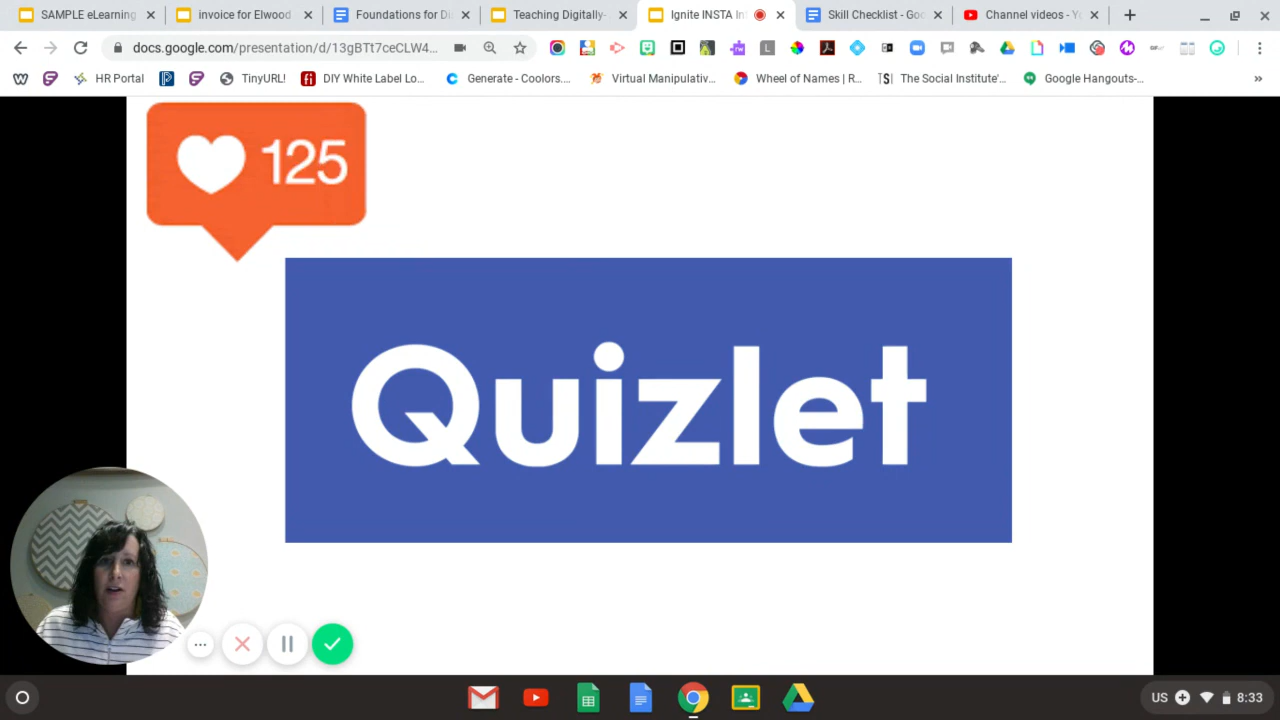 SAMPLE eLearning
invoice for Elwood
Foundations for Di
Teaching Digitally-
Ignite INSTA In
Skill Checklist - Goo
Channel videos - Yo
docs.google.com/presentation/d/13gBTt7ceCLW4...
HR Portal
TinyURL!
DIY White Label Lo...
Generate - Coolors....
Virtual Manipulativ...
Wheel of Names | R...
The Social Institute'...
Google Hangouts-...
»
125
Quizlet
US
8:33